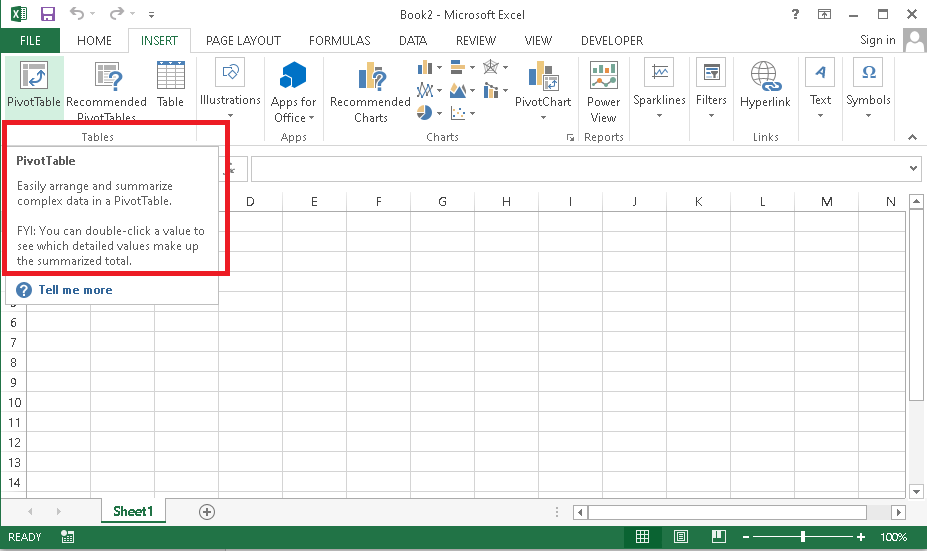 Book2 - Microsoft Excel
?
FILE HOME INSERT PAGE LAYOUT FORMULAS DATA REVIEW VIEW DEVELOPER Sign in
PivotTable Recommended PivotTables Table Illustrations Apps for Office Recommended Charts PivotChart Power View Sparklines Filters Hyperlink Text Symbols
Tables Apps Charts Reports Links
PivotTable
Easily arrange and summarize
complex data in a PivotTable.
FYI: You can double-click a value to
see which detailed values make up
the summarized total.
? Tell me more
fx
D E F G H I J K L M N
5
6
7
8
9
10
11
12
13
14
Sheet1
READY 100%